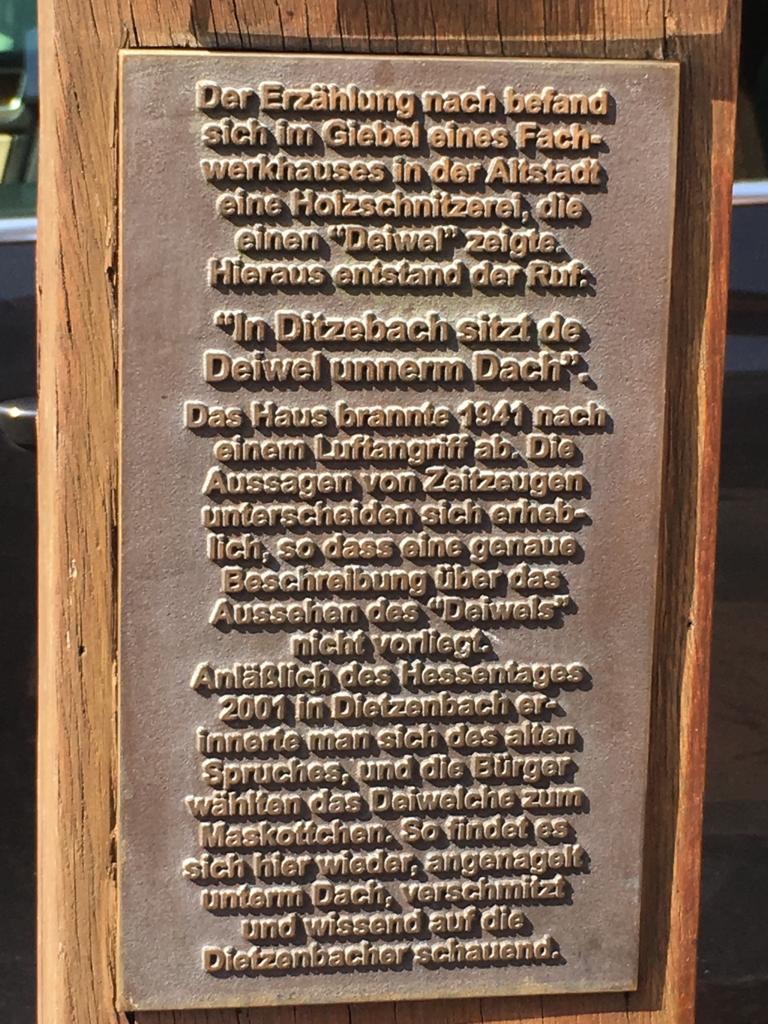 Der Erzählung nach befand
sich im Giebel eines Fach-
werkhauses in der Altstadt
eine Holzschnitzerei, die
einen "Deiwel" zeigte.
Hieraus entstand der Ruf:
"In Ditzebach sitzt de
Deiwel unnerm Dach".
Das Haus brannte 1941 nach
einem Luftangriff ab. Die
Aussagen von Zeitzeugen
unterscheiden sich erheb-
lich, so dass eine genaue
Beschreibung über das
Aussehen des "Deiwels"
nicht vorliegt.
Anläßlich des Hessentages
2001 in Dietzenbach er-
innerte man sich des alten
Spruches, und die Bürger
wählten das Deiwelche zum
Maskottchen. So findet es
sich hier wieder, angenagelt
unterm Dach, verschmitzt
und wissend auf die
Dietzenbacher schauend.